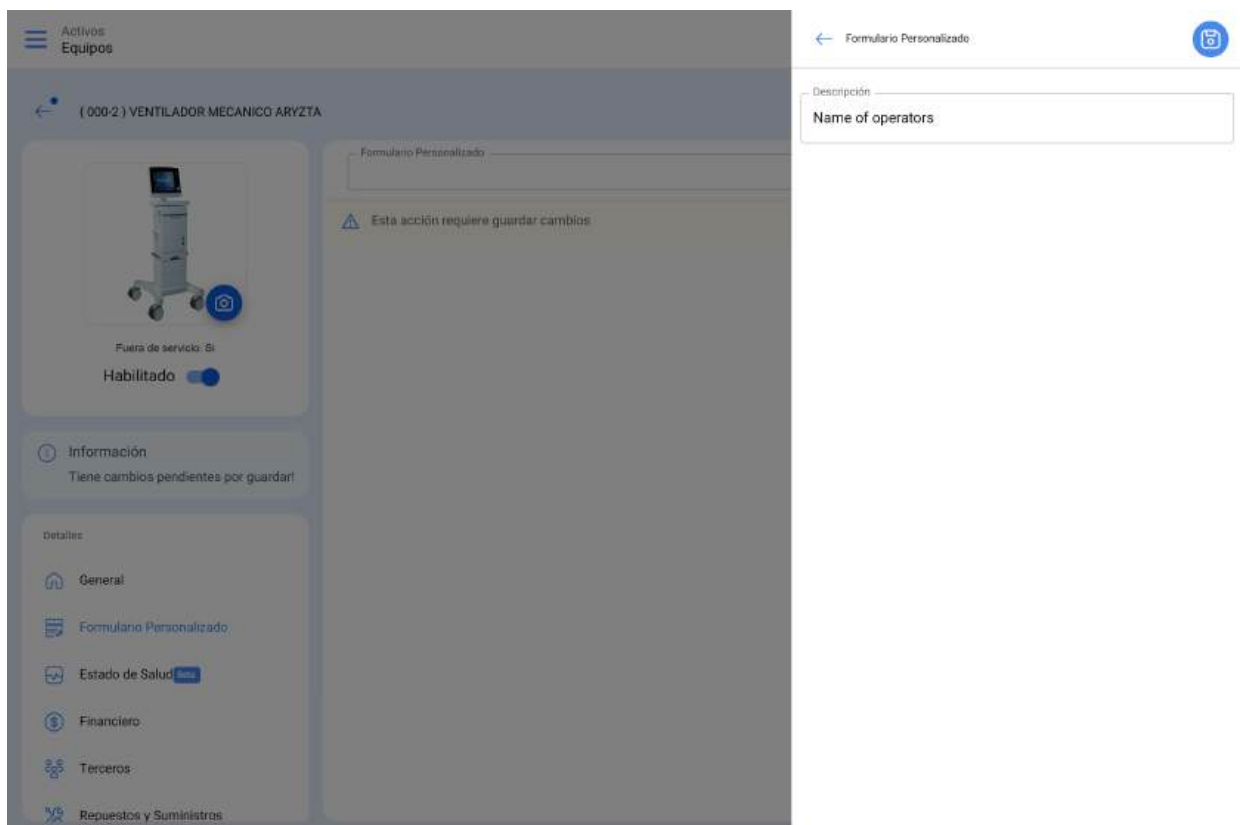 Activos
Equipos
( 000-2 ) VENTILADOR MECANICO ARYZTA
Fuera de servicio: Si
Habilitado
Información
Tiene cambios pendientes por guardar!
Detalles
General
Formulario Personalizado
Estado de Salud Beta
Financiero
Terceros
Repuestos y Suministros
Formulario Personalizado
Esta acción requiere guardar cambios
Formulario Personalizado
Descripción
Name of operators